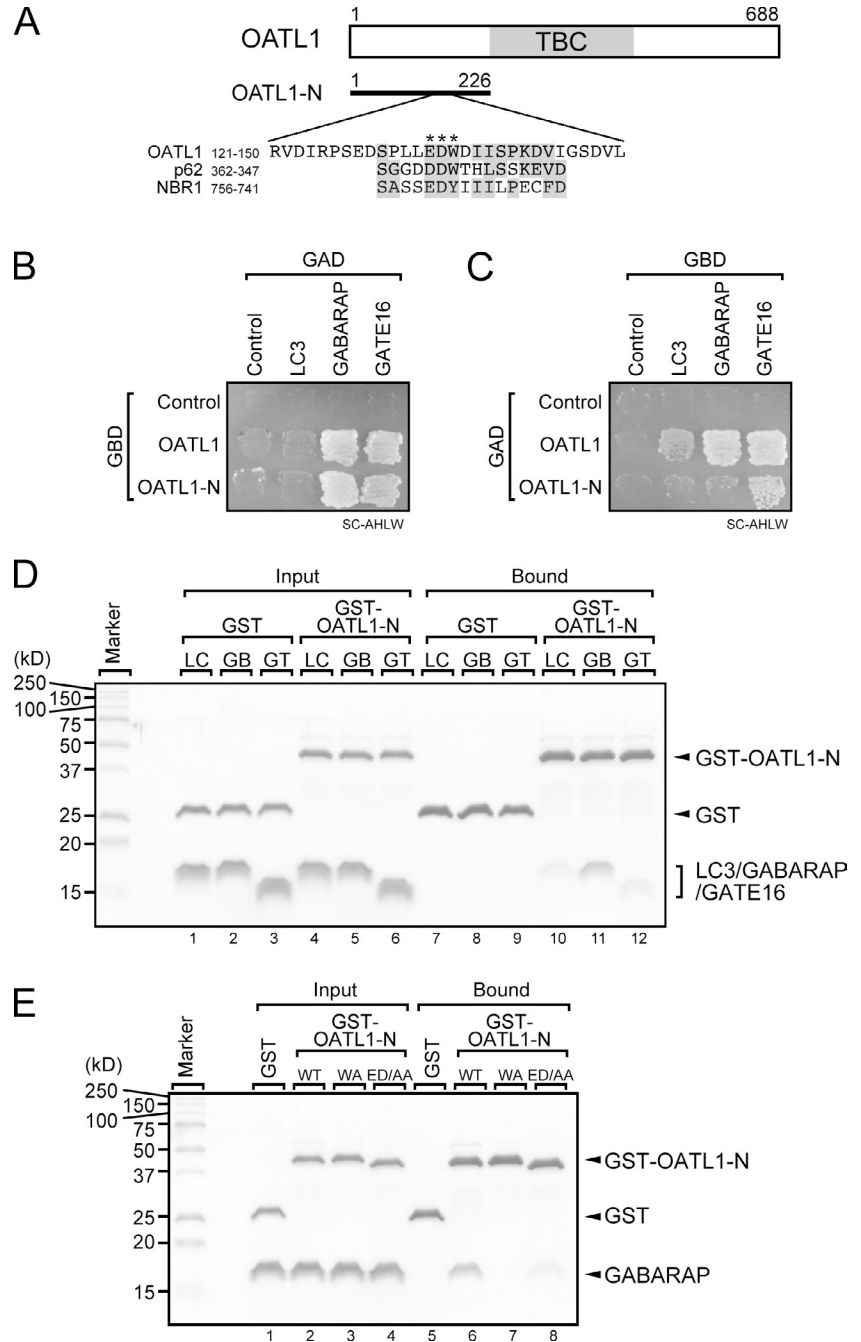 A
1 688
OATL1 TBC
1 226
OATL1-N
***
OATL1 121-150 RVDIRPSEDSPLLEDWDIISPKDVIGSDVL
p62 362-347 SGGDDDWTHLSSKEVD
NBR1 756-741 SASSEDYIIILPECFD
B
GAD
Control LC3 GABARAP GATE16
GBD
Control
OATL1
OATL1-N
SC-AHLW
C
GBD
Control LC3 GABARAP GATE16
GAD
Control
OATL1
OATL1-N
SC-AHLW
D
Input Bound
GST GST-OATL1-N GST GST-OATL1-N
Marker LC GB GT LC GB GT LC GB GT LC GB GT
(kD)
250
150
100
75
50
37
25
20
15
GST-OATL1-N
GST
LC3/GABARAP
/GATE16
1 2 3 4 5 6 7 8 9 10 11 12
E
Input Bound
GST-OATL1-N GST-OATL1-N
Marker GST WT WA ED/AA GST WT WA ED/AA
(kD)
250
150
100
75
50
37
25
20
15
GST-OATL1-N
GST
GABARAP
1 2 3 4 5 6 7 8